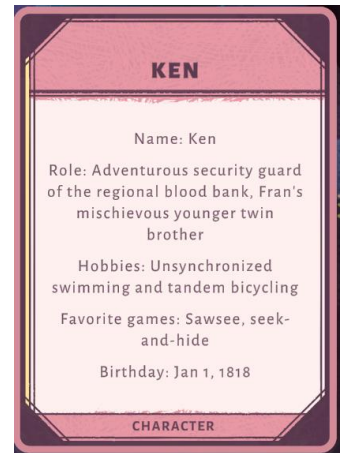 KEN
Name: Ken
Role: Adventurous security guard
of the regional blood bank, Fran's
mischievous younger twin
brother
Hobbies: Unsynchronized
swimming and tandem bicycling
Favorite games: Sawsee, seek-
and-hide
Birthday: Jan 1, 1818
CHARACTER